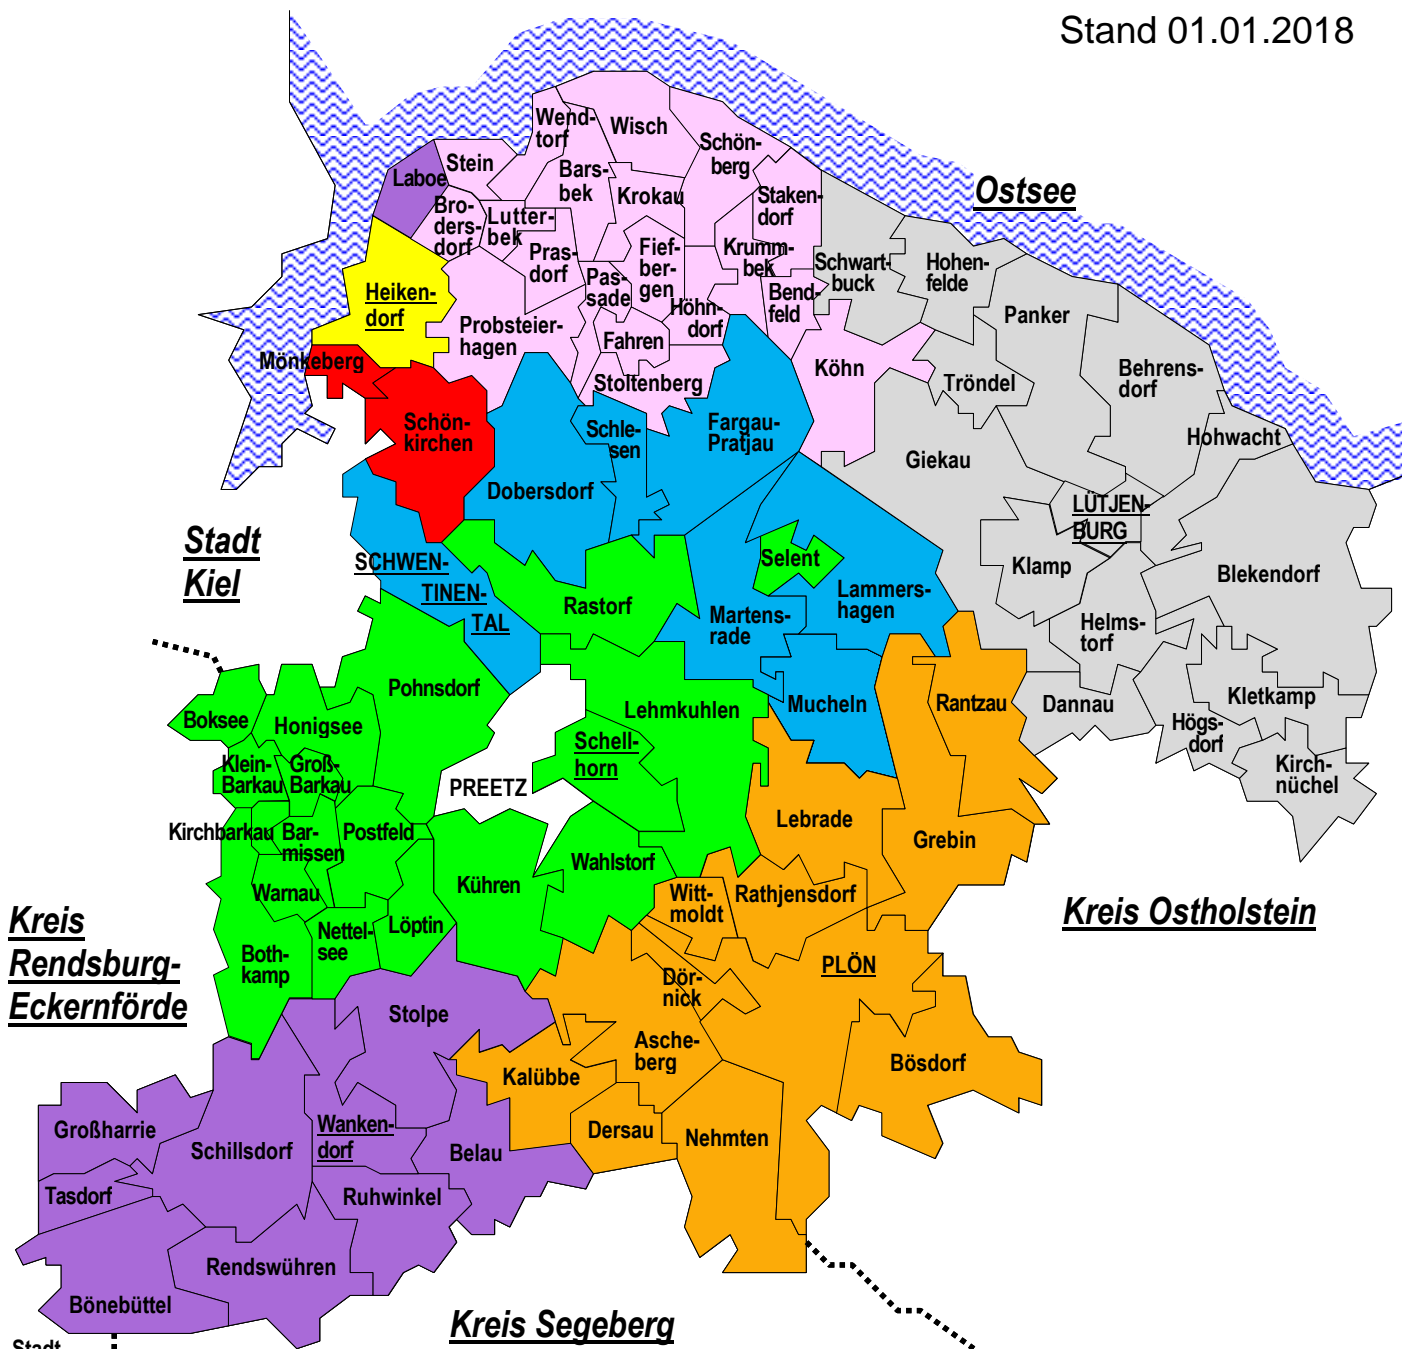 Stand 01.01.2018
Wend-
torf
Wisch
Schön-
berg
Stein
Laboe
Bars-
bek
Krokau
Staken-
dorf
Ostsee
Bro-
ders-
dorf
Lutter-
bek
Pras-
dorf
Fief-
ber-
gen
Krumm-
bek
Schwart-
buck
Hohen-
felde
Pas-
sade
Bend-
feld
Heiken-
dorf
Höhn-
dorf
Panker
Probsteier-
hagen
Fahren
Mönkeberg
Stoltenberg
Köhn
Tröndel
Behrens-
dorf
Schön-
kirchen
Schle-
sen
Fargau-
Pratjau
Hohwacht
Giekau
Dobersdorf
LÜTJEN-
BURG
Stadt
Kiel
SCHWEN-
TINEN-
TAL
Selent
Klamp
Blekendorf
Rastorf
Lammers-
hagen
Martens-
rade
Helms-
torf
Pohnsdorf
Lehmkuhlen
Mucheln
Rantzau
Dannau
Kletkamp
Boksee
Honigsee
Högs-
dorf
Schell-
horn
Klein-
Barkau
Groß-
Barkau
Kirch-
nüchel
PREETZ
Kirchbarkau
Bar-
missen
Postfeld
Lebrade
Grebin
Wahlstorf
Warnau
Kühren
Witt-
moldt
Rathjensdorf
Kreis
Rendsburg-
Eckernförde
Kreis Ostholstein
Nettel-
see
Löptin
Both-
kamp
PLÖN
Dör-
nick
Stolpe
Asche-
berg
Bösdorf
Kalübbe
Großharrie
Wanken-
dorf
Schillsdorf
Belau
Dersau
Nehmten
Tasdorf
Ruhwinkel
Rendswühren
Bönebüttel
Kreis Segeberg
Stadt